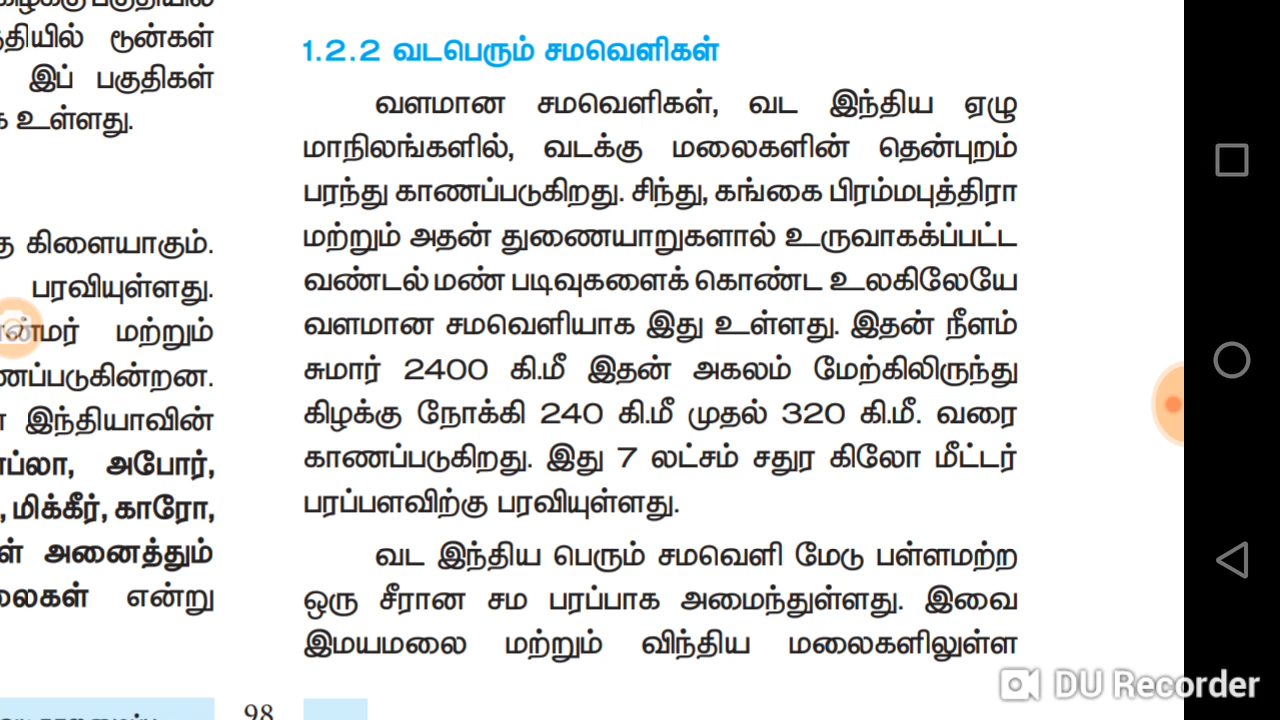 தியில் டூன்கள்
இப் பகுதிகள்
உள்ளது.
கிளையாகும்.
பரவியுள்ளது.
மற்றும்
இந்தியாவின்
அபோர்,
மிக்கீர், காரோ,
அனைத்தும்
என்று
1.2.2 வடபெரும் சமவெளிகள்
வளமான சமவெளிகள், வட இந்திய ஏழு
மாநிலங்களில், வடக்கு மலைகளின் தென்புறம்
பரந்து காணப்படுகிறது. சிந்து, கங்கை பிரம்மபுத்திரா
மற்றும் அதன் துணையாறுகளால் உருவாகக்ப்பட்ட
வண்டல் மண் படிவுகளைக் கொண்ட உலகிலேயே
வளமான சமவெளியாக இது உள்ளது. இதன் நீளம்
சுமார் 2400 கி.மீ இதன் அகலம் மேற்கிலிருந்து
கிழக்கு நோக்கி 240 கி.மீ முதல் 320 கி.மீ. வரை
காணப்படுகிறது. இது 7 லட்சம் சதுர கிலோ மீட்டர்
பரப்பளவிற்கு பரவியுள்ளது.
வட இந்திய பெரும் சமவெளி மேடு பள்ளமற்ற
ஒரு சீரான சம பரப்பாக அமைந்துள்ளது. இவை
இமயமலை மற்றும் விந்திய மலைகளிலுள்ள
98
DU Recorder